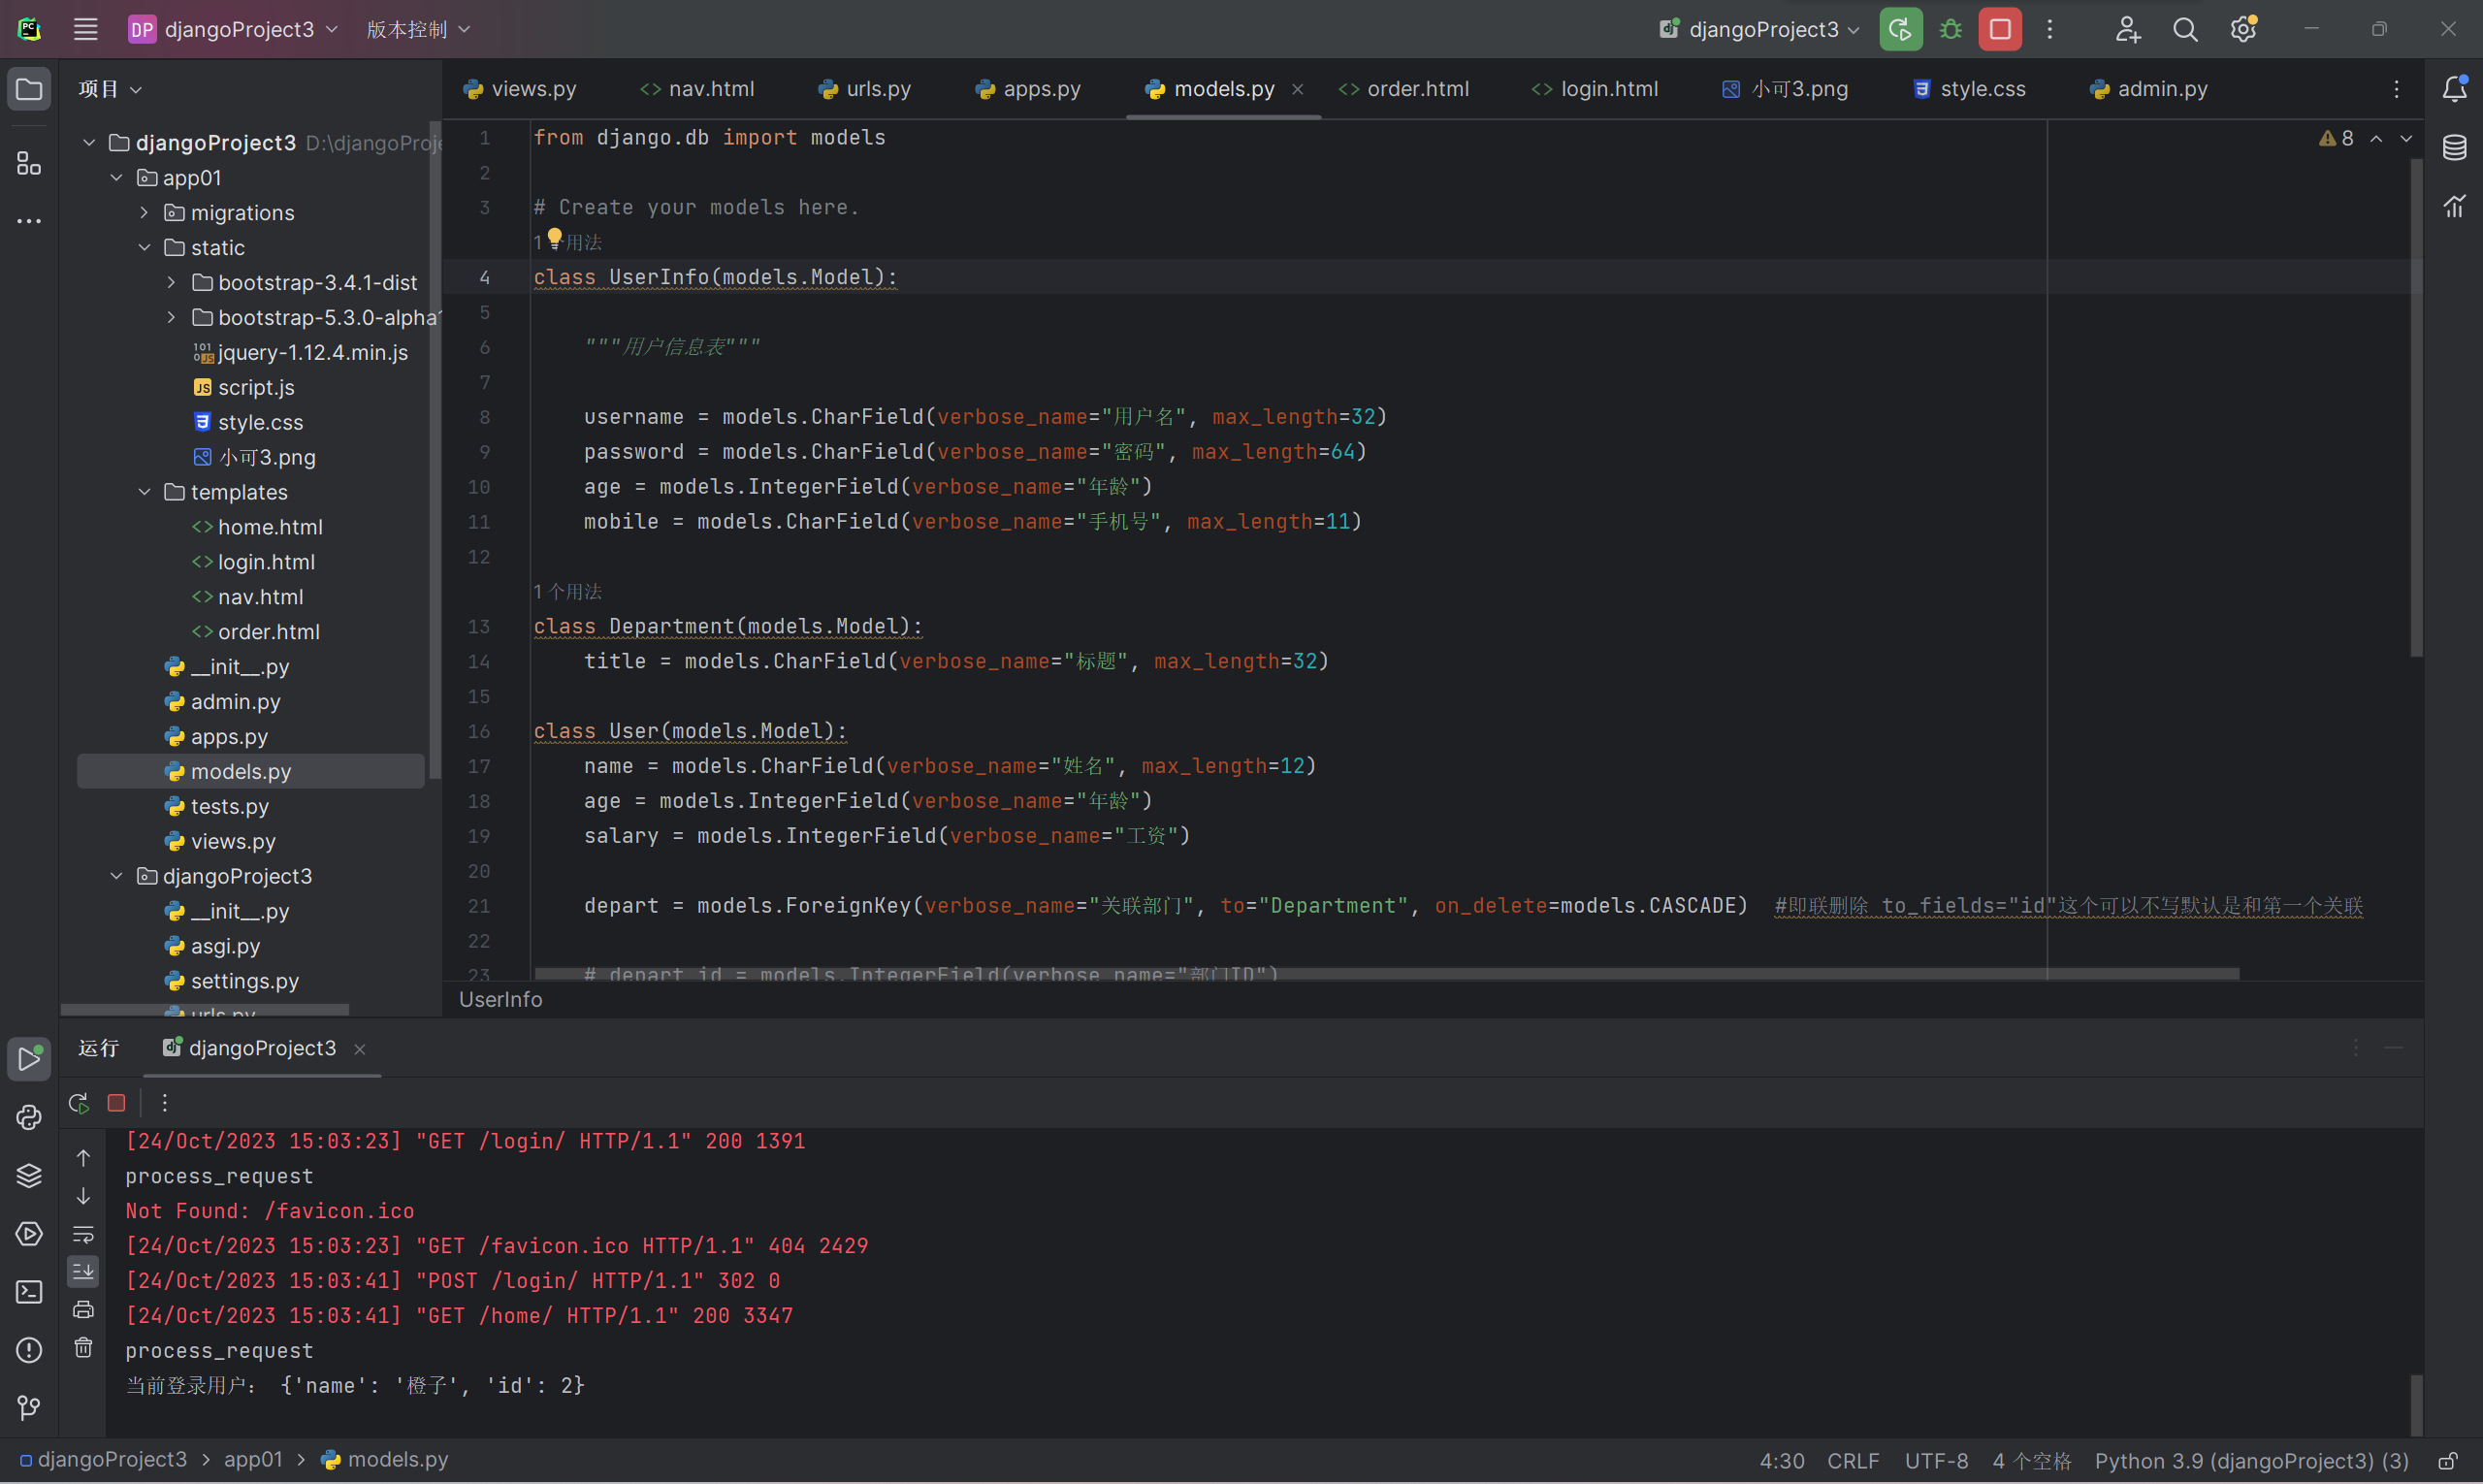 DP djangoProject3 版本控制 djangoProject3
项目
views.py nav.html urls.py apps.py models.py order.html login.html 小可3.png style.css admin.py
djangoProject3 D:\djangoProje
app01
migrations
static
bootstrap-3.4.1-dist
bootstrap-5.3.0-alpha1
jquery-1.12.4.min.js
script.js
style.css
小可3.png
templates
home.html
login.html
nav.html
order.html
__init__.py
admin.py
apps.py
models.py
tests.py
views.py
djangoProject3
__init__.py
asgi.py
settings.py
urls.py
8
1 from django.db import models
2
3 # Create your models here.
1个用法
4 class UserInfo(models.Model):
5
6 """用户信息表"""
7
8 username = models.CharField(verbose_name="用户名", max_length=32)
9 password = models.CharField(verbose_name="密码", max_length=64)
10 age = models.IntegerField(verbose_name="年龄")
11 mobile = models.CharField(verbose_name="手机号", max_length=11)
12
1个用法
13 class Department(models.Model):
14 title = models.CharField(verbose_name="标题", max_length=32)
15
16 class User(models.Model):
17 name = models.CharField(verbose_name="姓名", max_length=12)
18 age = models.IntegerField(verbose_name="年龄")
19 salary = models.IntegerField(verbose_name="工资")
20
21 depart = models.ForeignKey(verbose_name="关联部门", to="Department", on_delete=models.CASCADE) #即联删除 to_fields="id"这个可以不写默认是和第一个关联
22
23 # depart_id = models.IntegerField(verbose_name="部门ID")
UserInfo
运行 djangoProject3
[24/Oct/2023 15:03:23] "GET /login/ HTTP/1.1" 200 1391
process_request
Not Found: /favicon.ico
[24/Oct/2023 15:03:23] "GET /favicon.ico HTTP/1.1" 404 2429
[24/Oct/2023 15:03:41] "POST /login/ HTTP/1.1" 302 0
[24/Oct/2023 15:03:41] "GET /home/ HTTP/1.1" 200 3347
process_request
当前登录用户: {'name': '橙子', 'id': 2}
djangoProject3 > app01 > models.py 4:30 CRLF UTF-8 4 个空格 Python 3.9 (djangoProject3) (3)